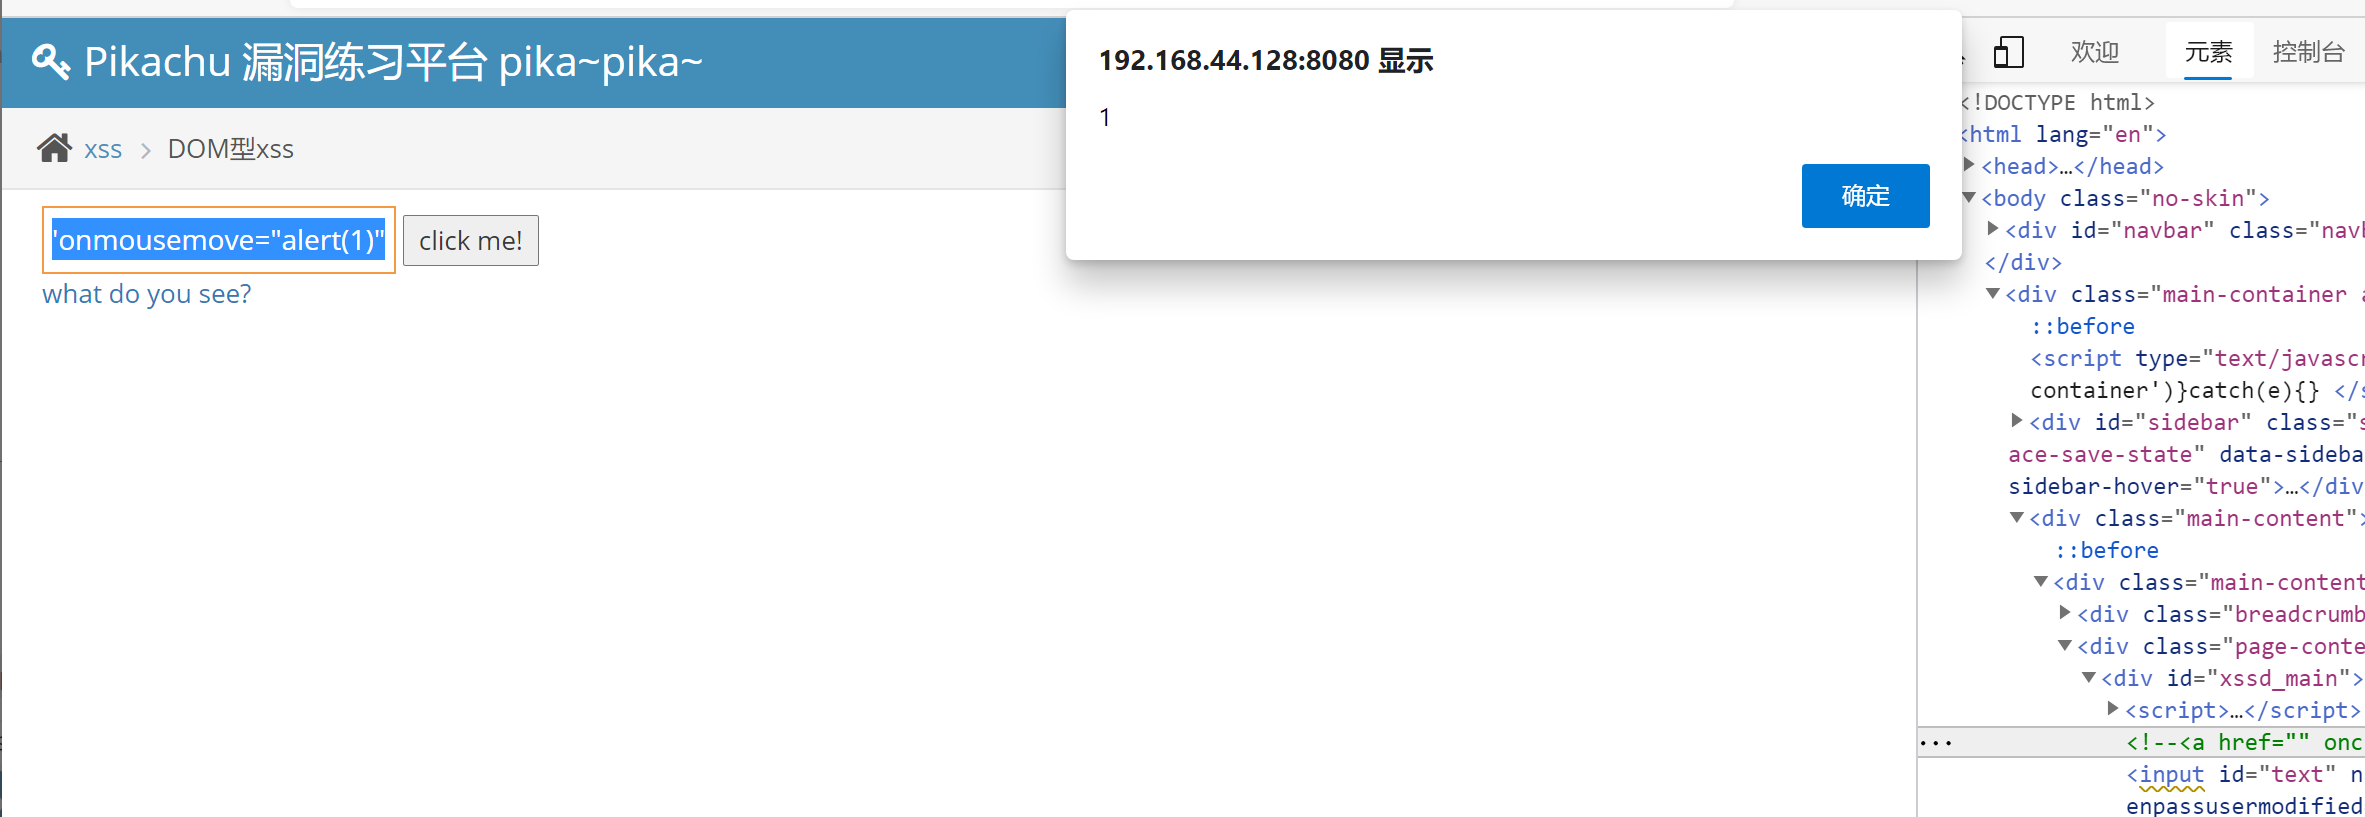 Pikachu 漏洞练习平台 pika~pika~
xss > DOM型xss
'onmousemove="alert(1)"
click me!
what do you see?
192.168.44.128:8080 显示
1
确定
欢迎 元素 控制台
<!DOCTYPE html>
<html lang="en">
<head>…</head>
<body class="no-skin">
<div id="navbar" class="navb
</div>
<div class="main-container a
::before
<script type="text/javascr
container')}catch(e){} </s
<div id="sidebar" class="s
ace-save-state" data-sideba
sidebar-hover="true">…</div
<div class="main-content">
::before
<div class="main-content
<div class="breadcrumb
<div class="page-conte
<div id="xssd_main">
<script>…</script>
<!--<a href="" onc
<input id="text" n
enpassusermodified